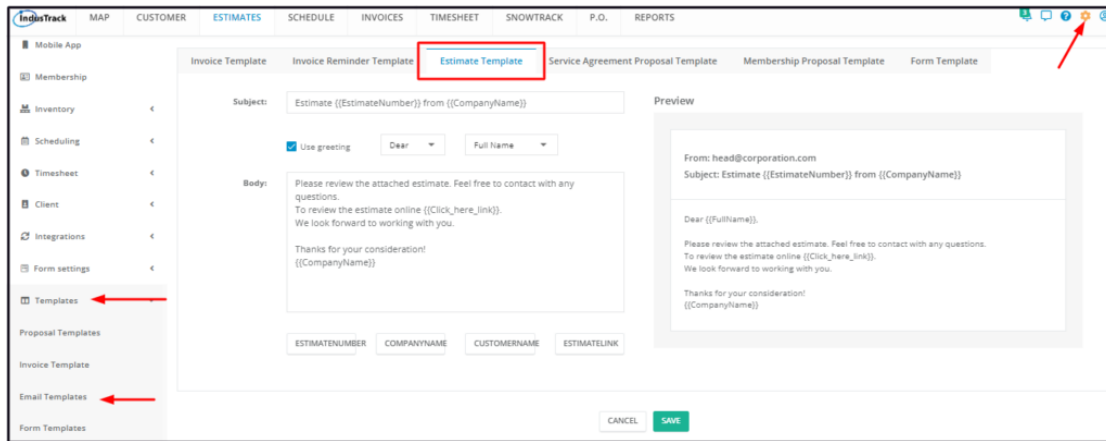 IndusTrack MAP CUSTOMER ESTIMATES SCHEDULE INVOICES TIMESHEET SNOWTRACK P.O. REPORTS
Mobile App
Membership
Inventory
Scheduling
Timesheet
Client
Integrations
Form settings
Templates
Proposal Templates
Invoice Template
Email Templates
Form Templates
Invoice Template Invoice Reminder Template Estimate Template Service Agreement Proposal Template Membership Proposal Template Form Template
Subject: Estimate {{EstimateNumber}} from {{CompanyName}}
Use greeting Dear Full Name
Body: Please review the attached estimate. Feel free to contact with any
questions.
To review the estimate online {{Click_here_link}}.
We look forward to working with you.
Thanks for your consideration!
{{CompanyName}}
ESTIMATENUMBER COMPANYNAME CUSTOMERNAME ESTIMATELINK
Preview
From: head@corporation.com
Subject: Estimate {{EstimateNumber}} from {{CompanyName}}
Dear {{FullName}},
Please review the attached estimate. Feel free to contact with any questions.
To review the estimate online {{Click_here_link}}.
We look forward to working with you.
Thanks for your consideration!
{{CompanyName}}
CANCEL SAVE